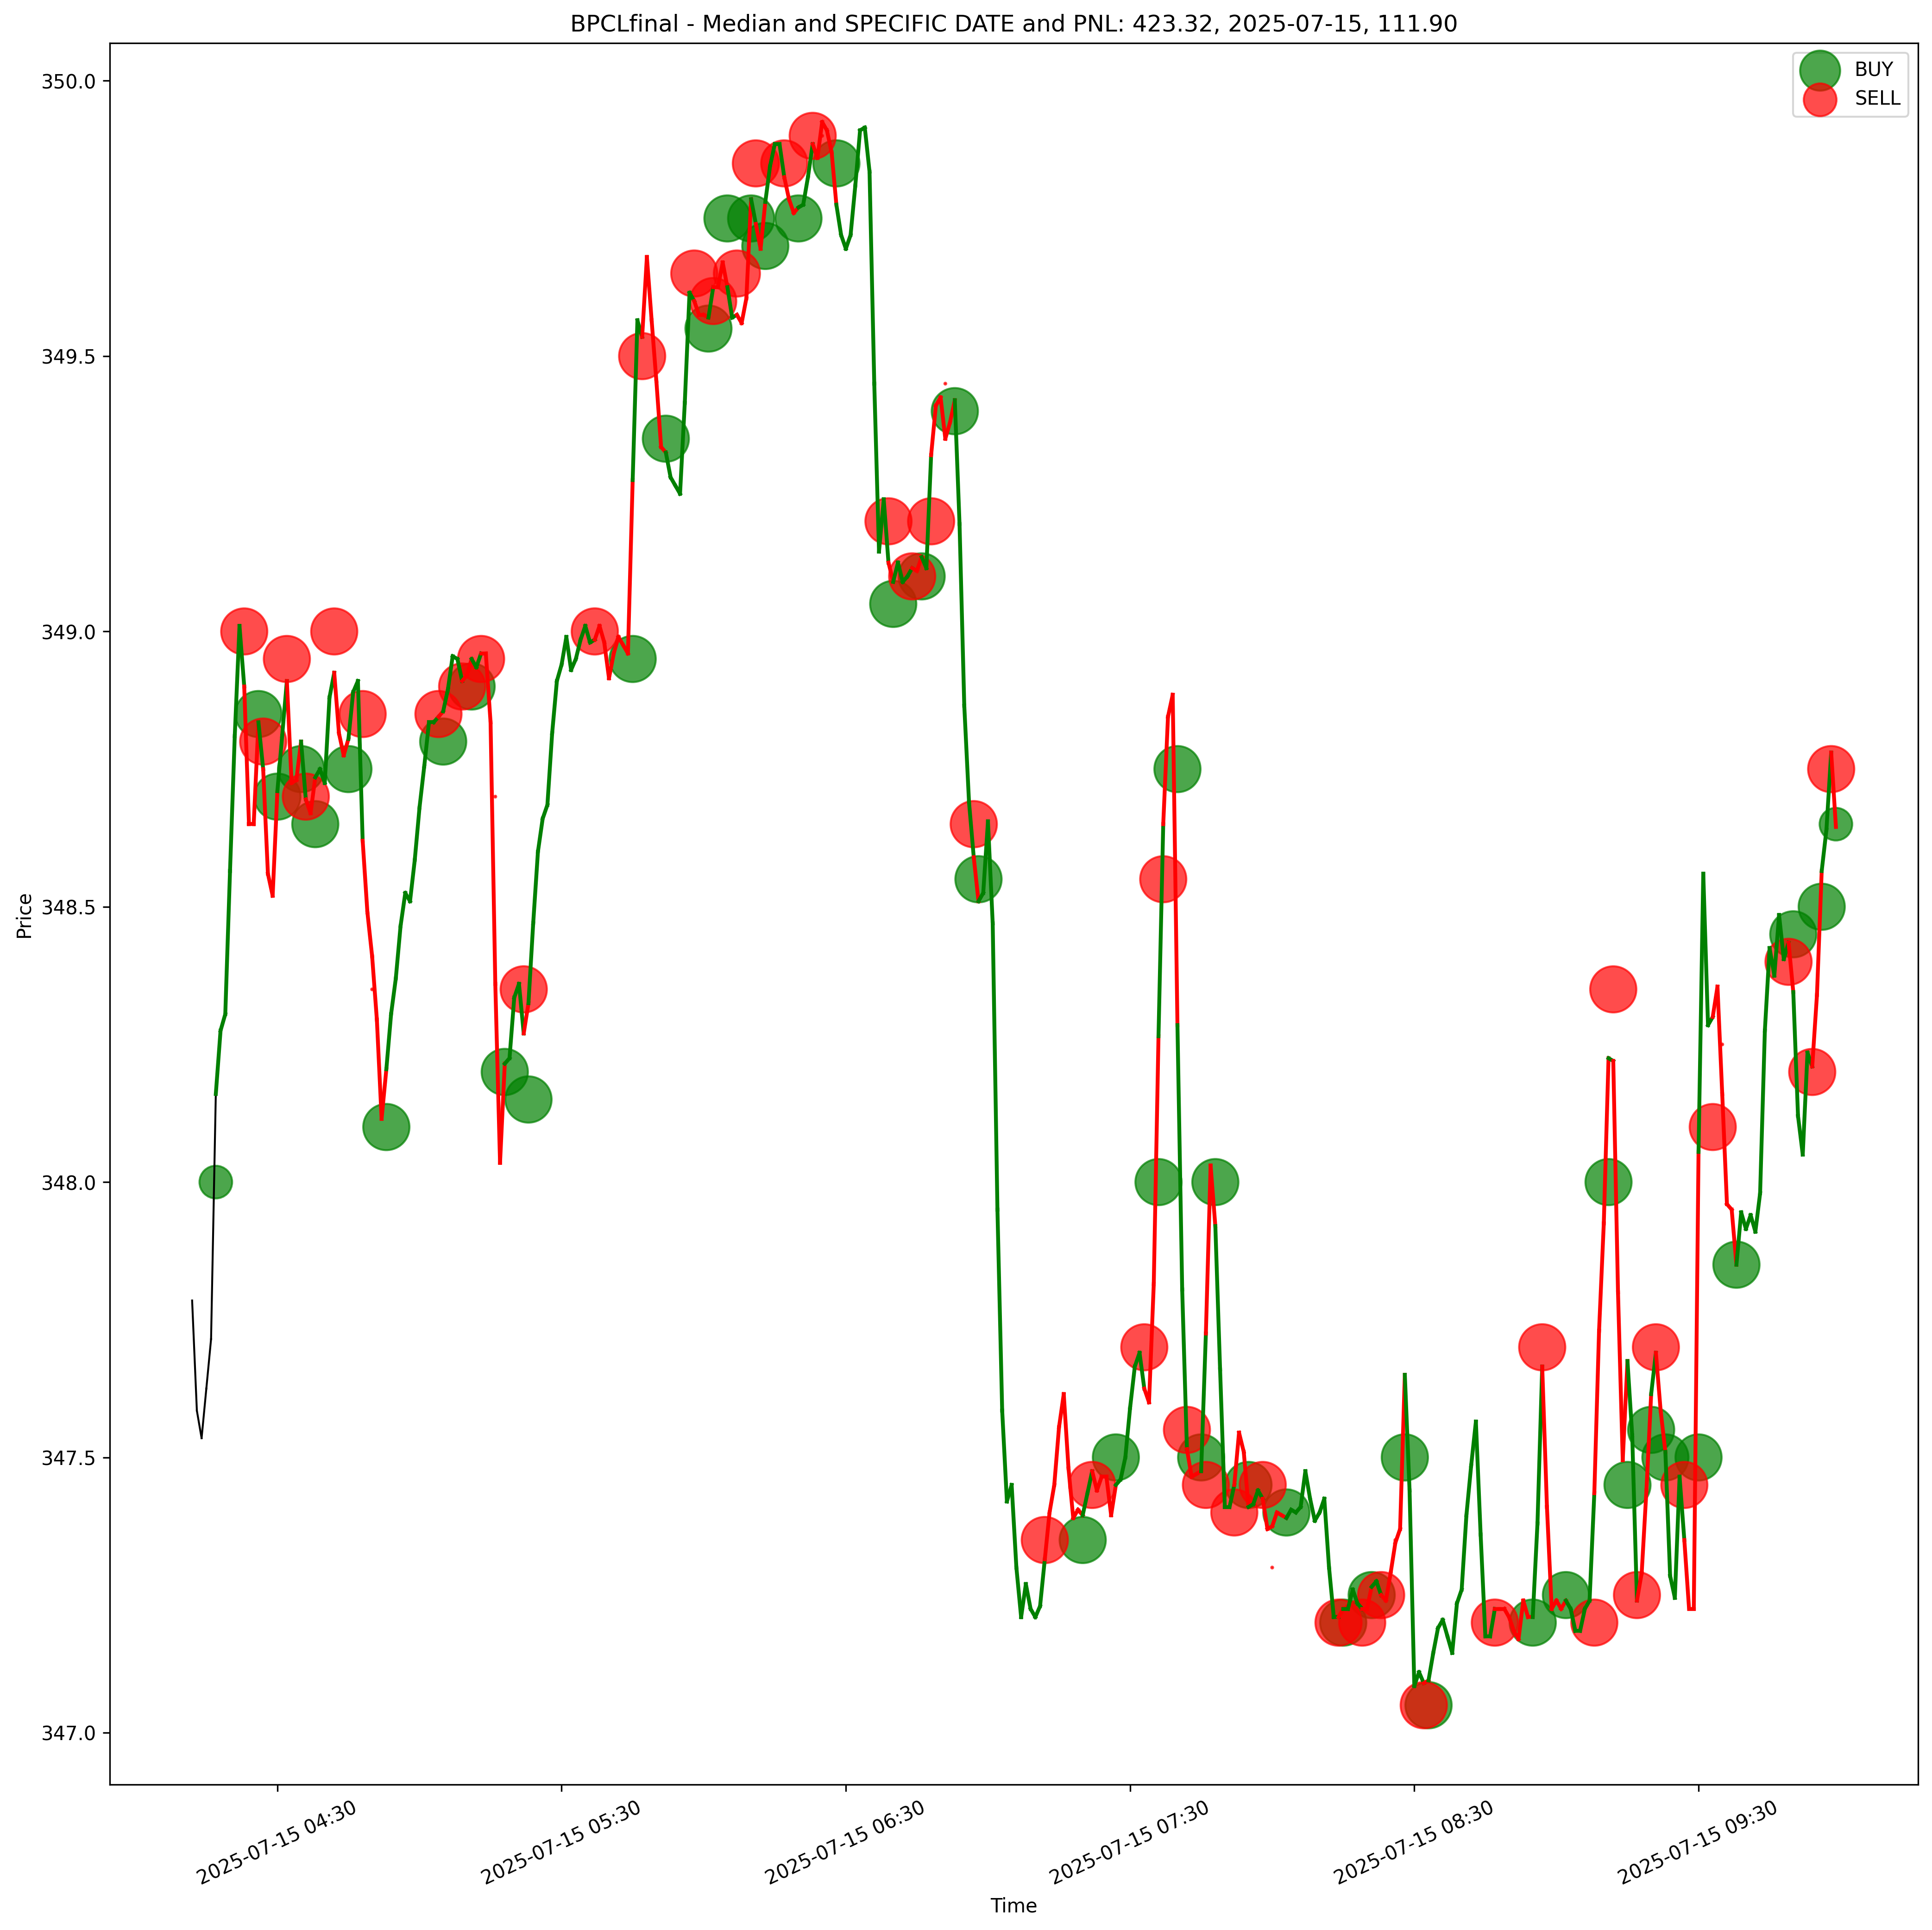 BPCLfinal - Median and SPECIFIC DATE and PNL: 423.32, 2025-07-15, 111.90
BUY
SELL
350.0
349.5
349.0
348.5
348.0
347.5
347.0
Price
2025-07-15 04:30
2025-07-15 05:30
2025-07-15 06:30
2025-07-15 07:30
2025-07-15 08:30
2025-07-15 09:30
Time